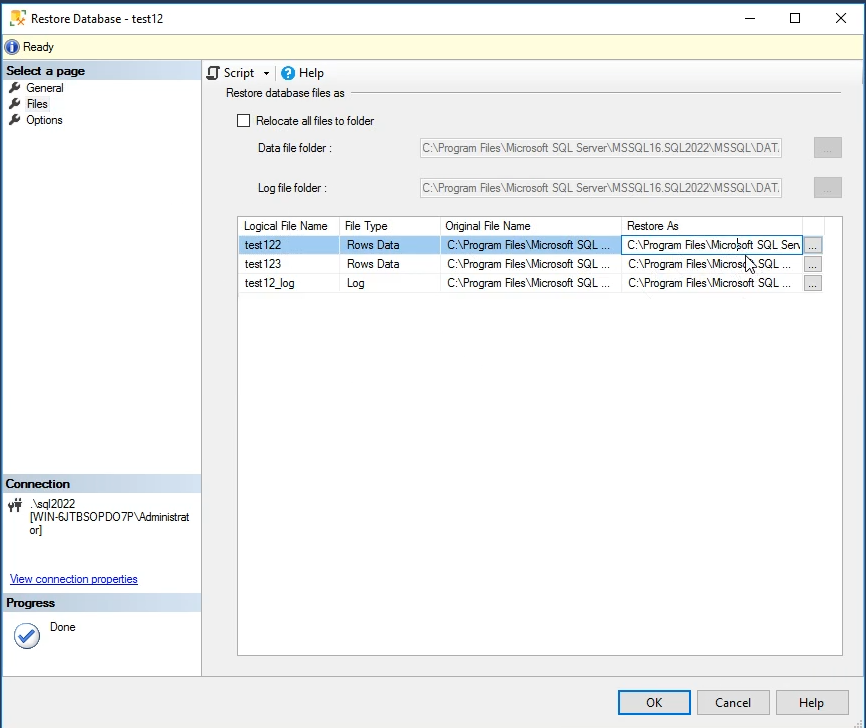 Restore Database - test12
Ready
Select a page
General
Files
Options
Script
Help
Restore database files as
Relocate all files to folder
Data file folder :
C:\Program Files\Microsoft SQL Server\MSSQL16.SQL2022\MSSQL\DAT.
...
Log file folder :
C:\Program Files\Microsoft SQL Server\MSSQL16.SQL2022\MSSQL\DAT.
...
Logical File Name File Type Original File Name Restore As
test122 Rows Data C:\Program Files\Microsoft SQL ... C:\Program Files\Microsoft SQL Serv ...
test123 Rows Data C:\Program Files\Microsoft SQL ... C:\Program Files\Microsoft SQL ... ...
test12_log Log C:\Program Files\Microsoft SQL ... C:\Program Files\Microsoft SQL ... ...
Connection
.\sql2022
[WIN-6JTBSOPDO7P\Administrat
or]
View connection properties
Progress
Done
OK Cancel Help